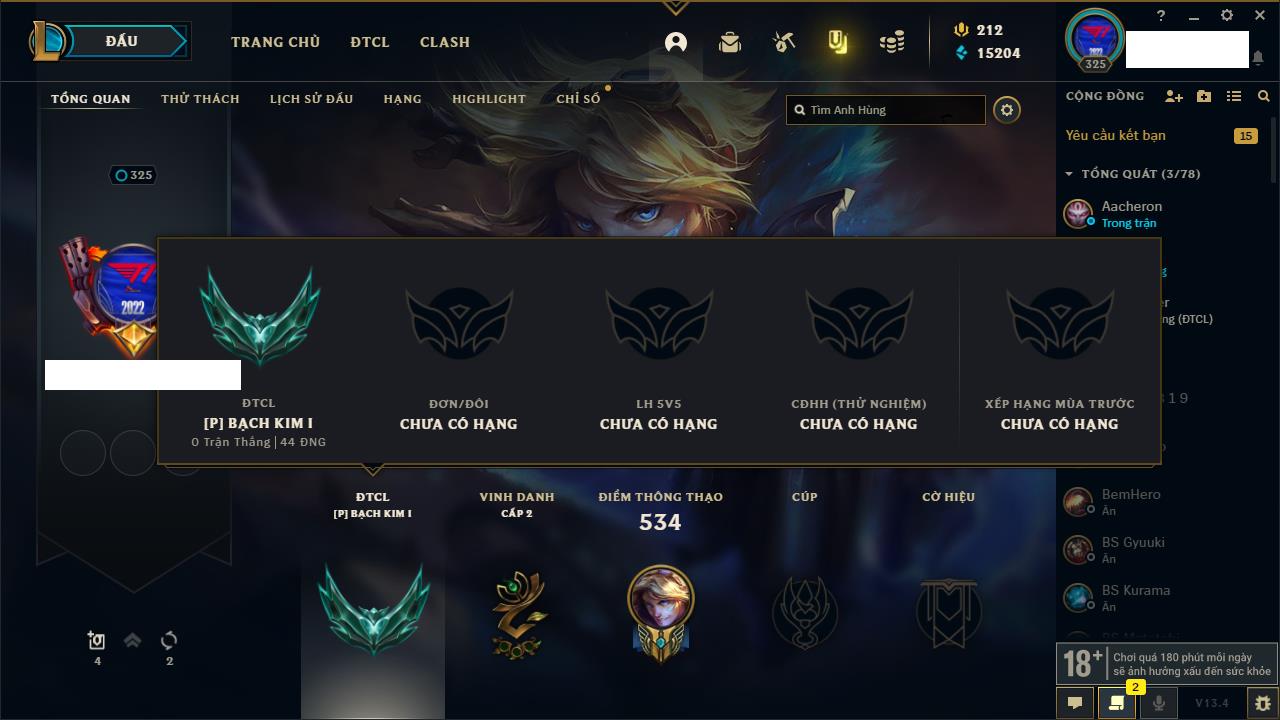 ĐẤU
TRANG CHỦ
ĐTCL
CLASH
212
15204
?
325
TỔNG QUAN
THỬ THÁCH
LỊCH SỬ ĐẤU
HẠNG
HIGHLIGHT
CHỈ SỐ
Tìm Anh Hùng
CỘNG ĐỒNG
Yêu cầu kết bạn
15
TỔNG QUÁT (3/78)
Aacheron
Trong trận
325
2022
ng (ĐTCL)
319
ĐTCL
[P] BẠCH KIM I
0 Trận Thắng | 44 ĐNG
ĐƠN/ĐÔI
CHƯA CÓ HẠNG
LH 5V5
CHƯA CÓ HẠNG
CĐHH (THỬ NGHIỆM)
CHƯA CÓ HẠNG
XẾP HẠNG MÙA TRƯỚC
CHƯA CÓ HẠNG
ĐTCL
[P] BẠCH KIM I
VINH DANH
CẤP 2
ĐIỂM THÔNG THẠO
534
CÚP
CỜ HIỆU
BemHero
Ẩn
BS Gyuuki
Ẩn
BS Kurama
Ẩn
4
2
18+
Chơi quá 180 phút mỗi ngày
sẽ ảnh hưởng xấu đến sức khỏe
2
V13.4